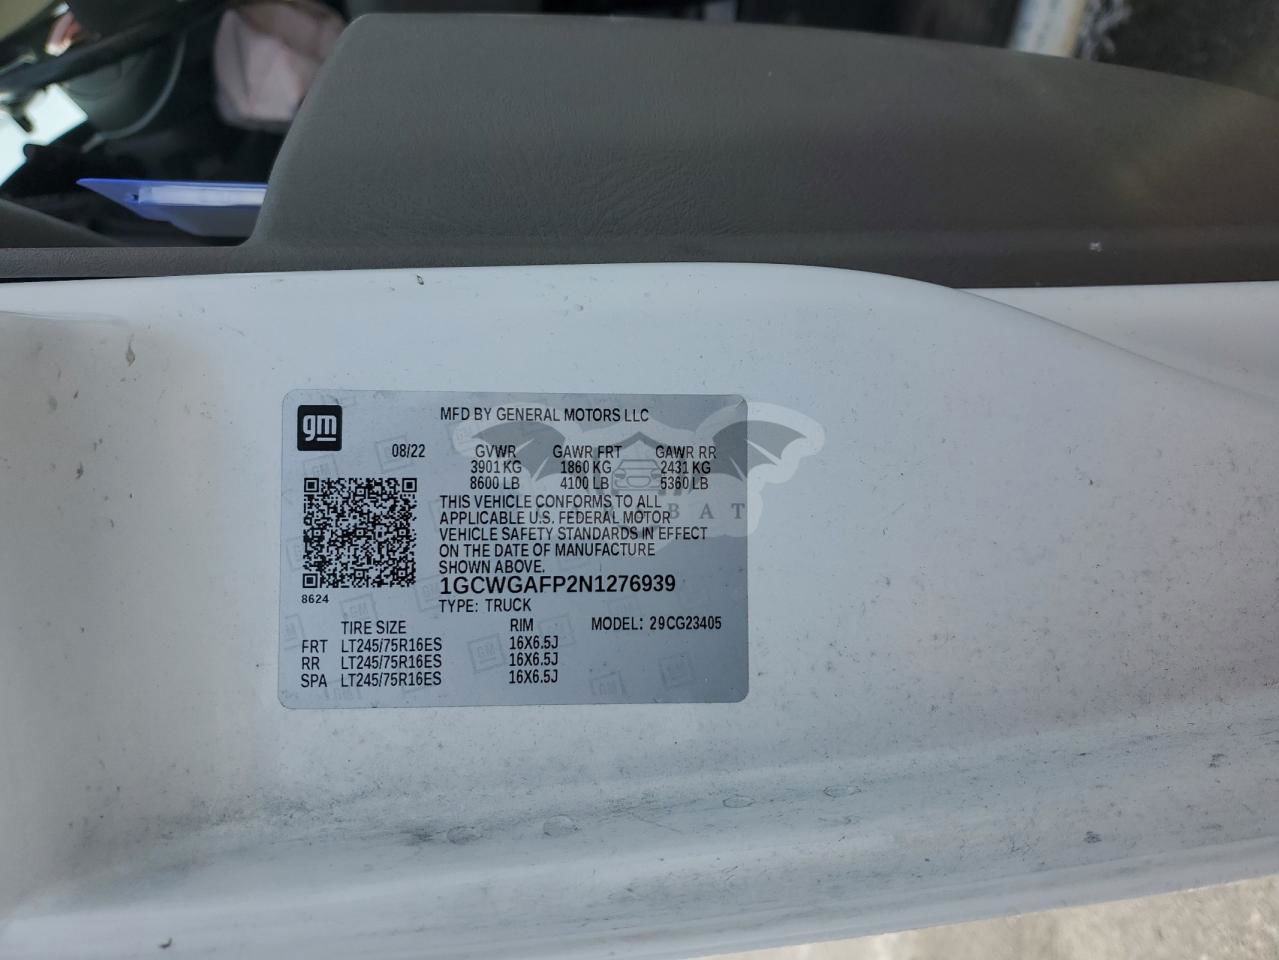 gm
MFD BY GENERAL MOTORS LLC
08/22 GVWR GAWR FRT GAWR RR
3901 KG 1860 KG 2431 KG
8600 LB 4100 LB 5360 LB
THIS VEHICLE CONFORMS TO ALL
APPLICABLE U.S. FEDERAL MOTOR
VEHICLE SAFETY STANDARDS IN EFFECT
ON THE DATE OF MANUFACTURE
SHOWN ABOVE.
1GCWGAFP2N1276939
8624
TYPE: TRUCK
TIRE SIZE RIM MODEL: 29CG23405
FRT LT245/75R16ES 16X6.5J
RR LT245/75R16ES 16X6.5J
SPA LT245/75R16ES 16X6.5J